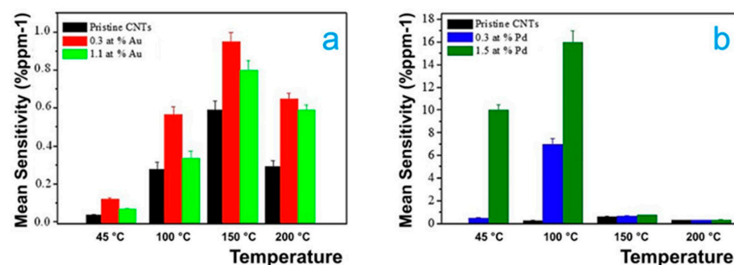 Pristine CNTs
0.3 at % Au
1.1 at % Au
a
Mean Sensitivity (%ppm-1)
1.0
0.8
0.6
0.4
0.2
0.0
45 °C 100 °C 150 °C 200 °C
Temperature
Pristine CNTs
0.3 at % Pd
1.5 at % Pd
b
Mean Sensitivity (%ppm-1)
16
14
12
10
8
6
4
2
0
45 °C 100 °C 150 °C 200 °C
Temperature